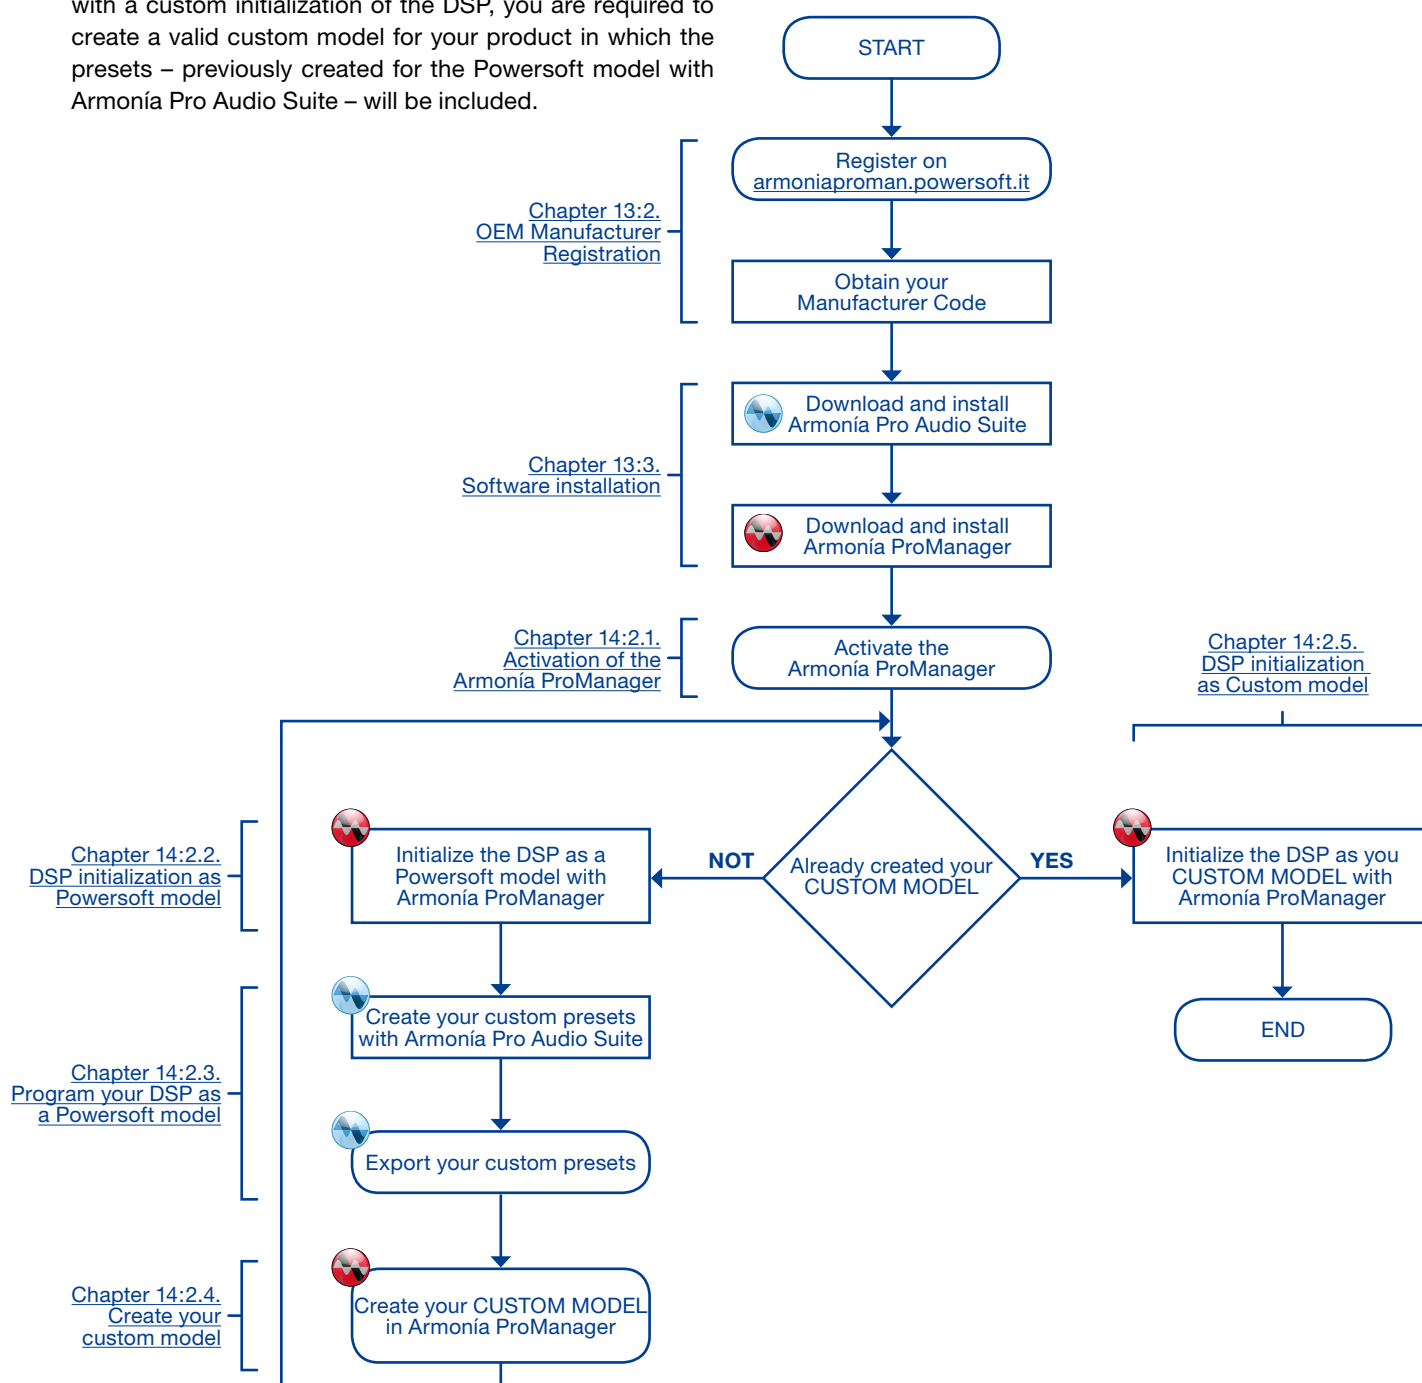 with a custom initialization of the DSP, you are required to
create a valid custom model for your product in which the
presets – previously created for the Powersoft model with
Armonía Pro Audio Suite – will be included.
START
Register on
armoniaproman.powersoft.it
Chapter 13:2.
OEM Manufacturer
Registration
Obtain your
Manufacturer Code
Download and install
Armonía Pro Audio Suite
Chapter 13:3.
Software installation
Download and install
Armonía ProManager
Chapter 14:2.1.
Activation of the
Armonía ProManager
Activate the
Armonía ProManager
Chapter 14:2.5.
DSP initialization
as Custom model
Chapter 14:2.2.
DSP initialization as
Powersoft model
Initialize the DSP as a
Powersoft model with
Armonía ProManager
NOT
Already created your
CUSTOM MODEL
YES
Initialize the DSP as you
CUSTOM MODEL with
Armonía ProManager
Create your custom presets
with Armonía Pro Audio Suite
END
Chapter 14:2.3.
Program your DSP as
a Powersoft model
Export your custom presets
Chapter 14:2.4.
Create your
custom model
Create your CUSTOM MODEL
in Armonía ProManager